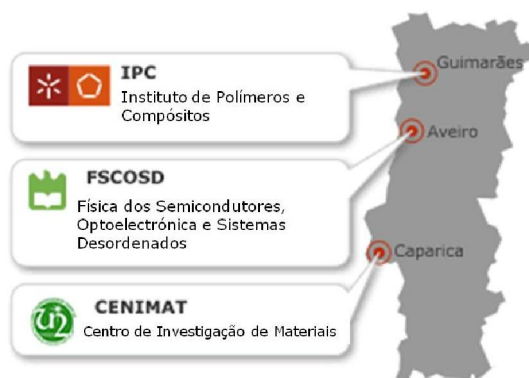 IPC
Instituto de Polímeros e
Compósitos
Guimarães
Aveiro
FSCOSD
Física dos Semicondutores,
Optoelectrónica e Sistemas
Desordenados
Caparica
CENIMAT
Centro de Investigação de Materiais